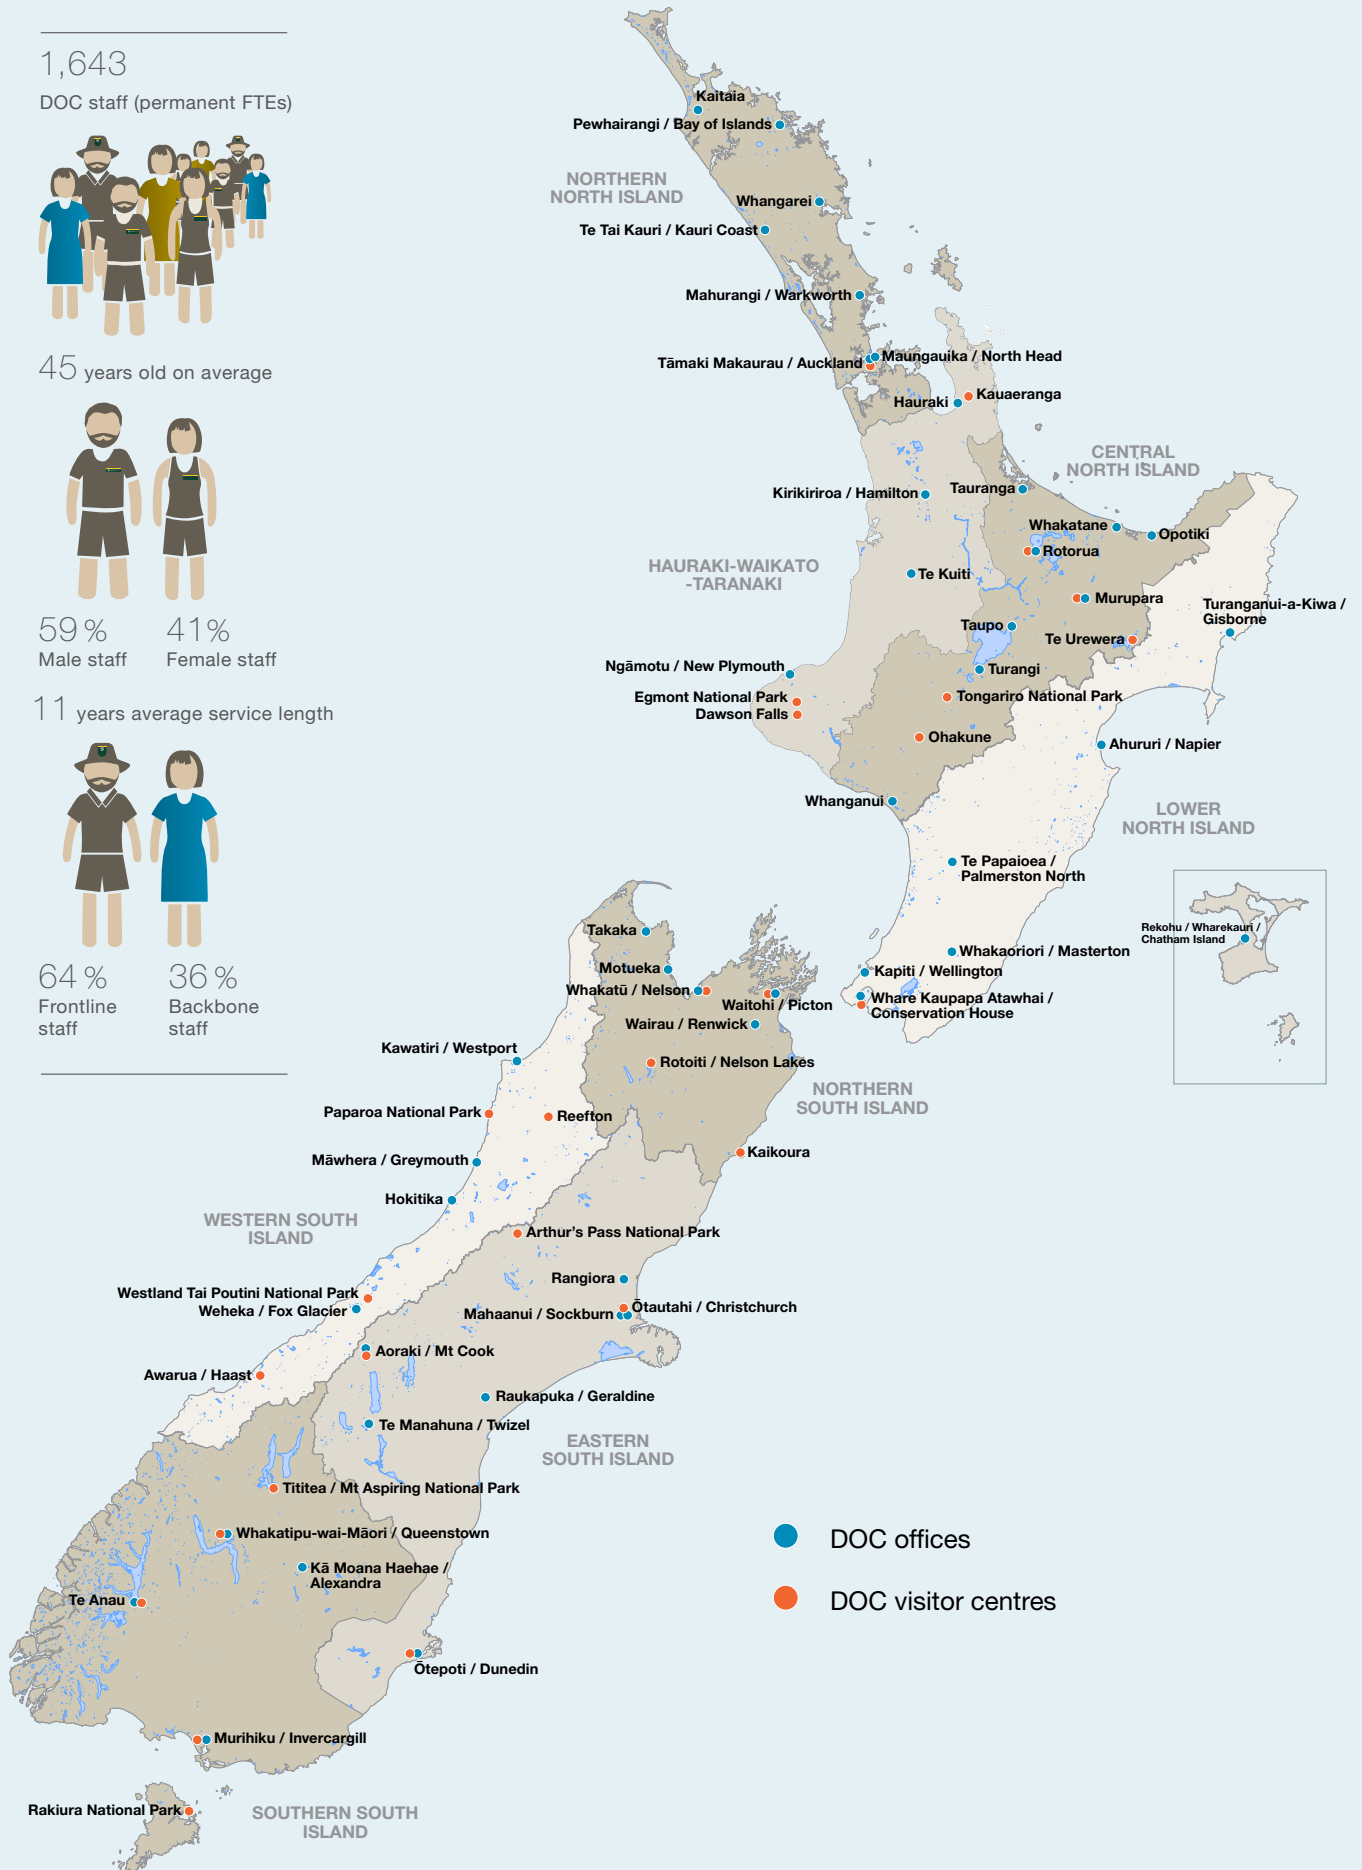 1,643
DOC staff (permanent FTEs)
45 years old on average
59 %
Male staff
41%
Female staff
11 years average service length
64 %
Frontline
staff
36 %
Backbone
staff
Kaitaia
Pewhairangi / Bay of Islands
NORTHERN
NORTH ISLAND
Whangarei
Te Tai Kauri / Kauri Coast
Mahurangi / Warkworth
Maungauika / North Head
Tāmaki Makaurau / Auckland
Kauaeranga
Hauraki
CENTRAL
NORTH ISLAND
Tauranga
Kirikiriroa / Hamilton
Whakatane
Opotiki
Rotorua
HAURAKI-WAIKATO
-TARANAKI
Te Kuiti
Murupara
Turanganui-a-Kiwa /
Gisborne
Taupo
Te Urewera
Ngāmotu / New Plymouth
Turangi
Egmont National Park
Tongariro National Park
Dawson Falls
Ohakune
Ahururi / Napier
Whanganui
LOWER
NORTH ISLAND
Te Papaioea /
Palmerston North
Rekohu / Wharekauri /
Chatham Island
Takaka
Whakaoriori / Masterton
Motueka
Kapiti / Wellington
Whakatū / Nelson
Waitohi / Picton
Whare Kaupapa Atawhai /
Conservation House
Wairau / Renwick
Kawatiri / Westport
Rotoiti / Nelson Lakes
NORTHERN
SOUTH ISLAND
Paparoa National Park
Reefton
Kaikoura
Māwhera / Greymouth
Hokitika
WESTERN SOUTH
ISLAND
Arthur's Pass National Park
Rangiora
Westland Tai Poutini National Park
Weheka / Fox Glacier
Ōtautahi / Christchurch
Mahaanui / Sockburn
Aoraki / Mt Cook
Awarua / Haast
Raukapuka / Geraldine
Te Manahuna / Twizel
EASTERN
SOUTH ISLAND
Tititea / Mt Aspiring National Park
Whakatipu-wai-Māori / Queenstown
DOC offices
Kā Moana Haehae /
Alexandra
Te Anau
DOC visitor centres
Ōtepoti / Dunedin
Murihiku / Invercargill
Rakiura National Park
SOUTHERN SOUTH
ISLAND